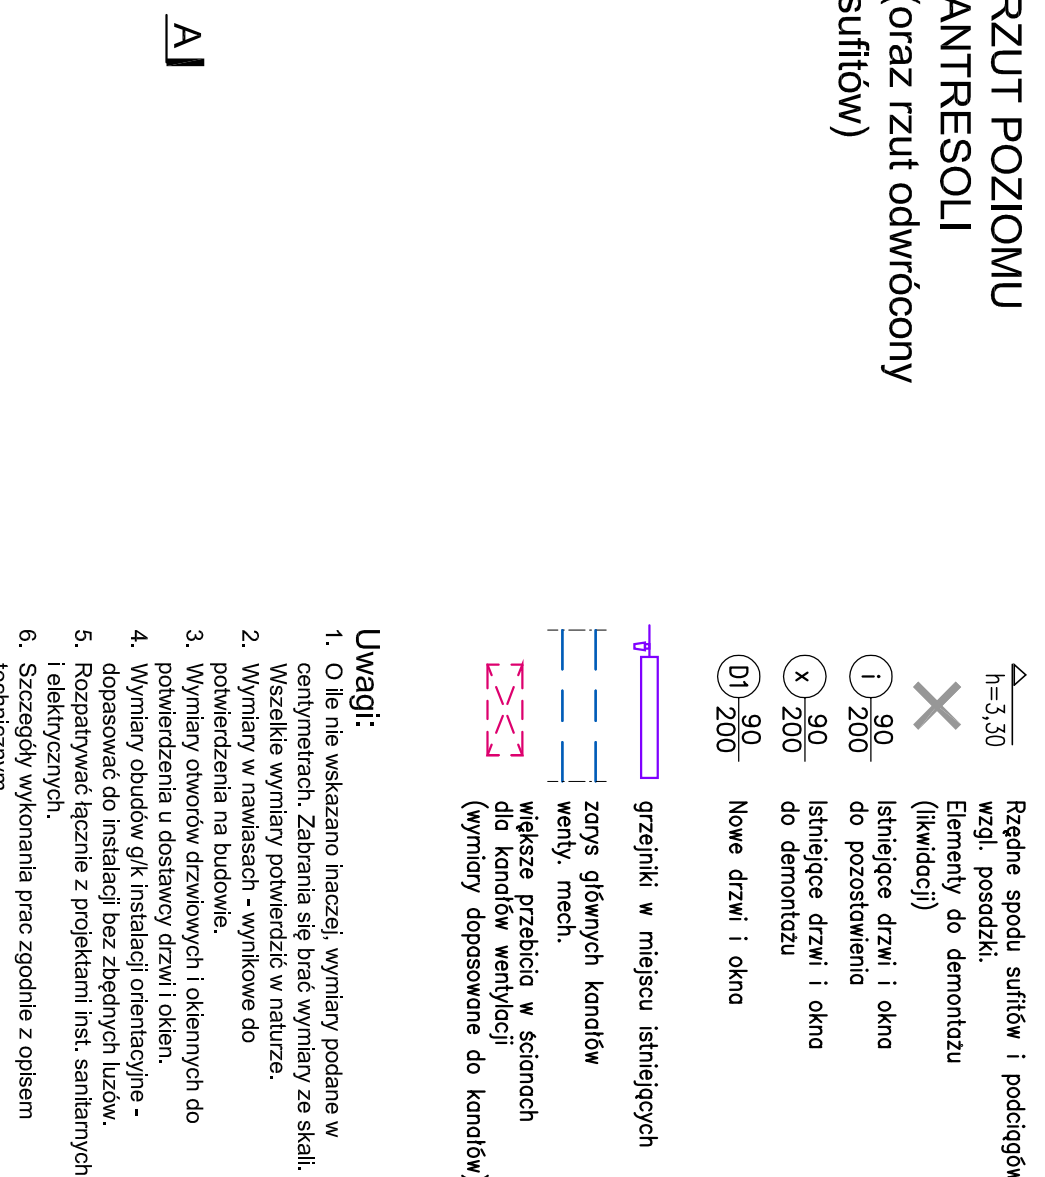 RZUT POZIOMU
ANTRESOLI
(oraz rzut odwrócony
sufitów)
A
h=3,30
Rzędne spodu sufitów i podciągów
wzgl. posadzki.
Elementy do demontażu
(likwidacji)
i 90
200
Istniejące drzwi i okna
do pozostawienia
x 90
200
Istniejące drzwi i okna
do demontażu
D1 90
200
Nowe drzwi i okna
grzejniki w miejscu istniejących
zarys głównych kanałów
wenty. mech.
większe przebicia w ścianach
dla kanałów wentylacji
(wymiary dopasowane do kanałów)
Uwagi:
1. O ile nie wskazano inaczej, wymiary podane w
centymetrach. Zabrania się brać wymiary ze skali.
Wszelkie wymiary potwierdzić w naturze.
2. Wymiary w nawiasach - wynikowe do
potwierdzenia na budowie.
3. Wymiary otworów drzwiowych i okiennych do
potwierdzenia u dostawcy drzwi i okien.
4. Wymiary obudów g/k instalacji orientacyjne -
dopasować do instalacji bez zbędnych luzów.
5. Rozpatrywać łącznie z projektami inst. sanitarnych
i elektrycznych.
6. Szczegóły wykonania prac zgodnie z opisem
technicznym